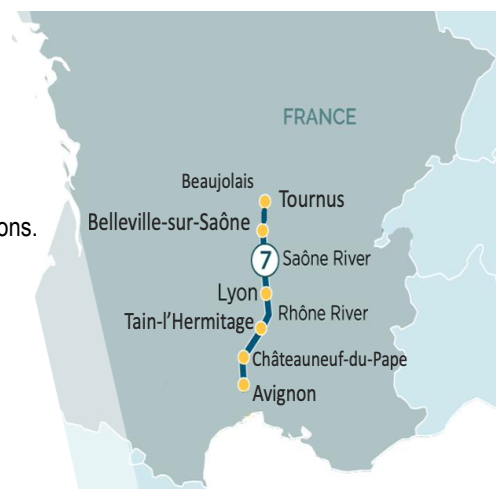 FRANCE
Beaujolais
Tournus
Belleville-sur-Saône
ons.
7 Saône River
Lyon
Rhône River
Tain-l'Hermitage
Châteauneuf-du-Pape
Avignon